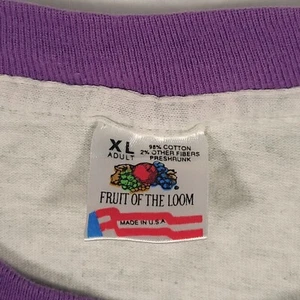 XL
ADULT
98% COTTON
2% OTHER FIBERS
PRESHRUNK
FRUIT OF THE LOOM
®
MADE IN U.S.A.